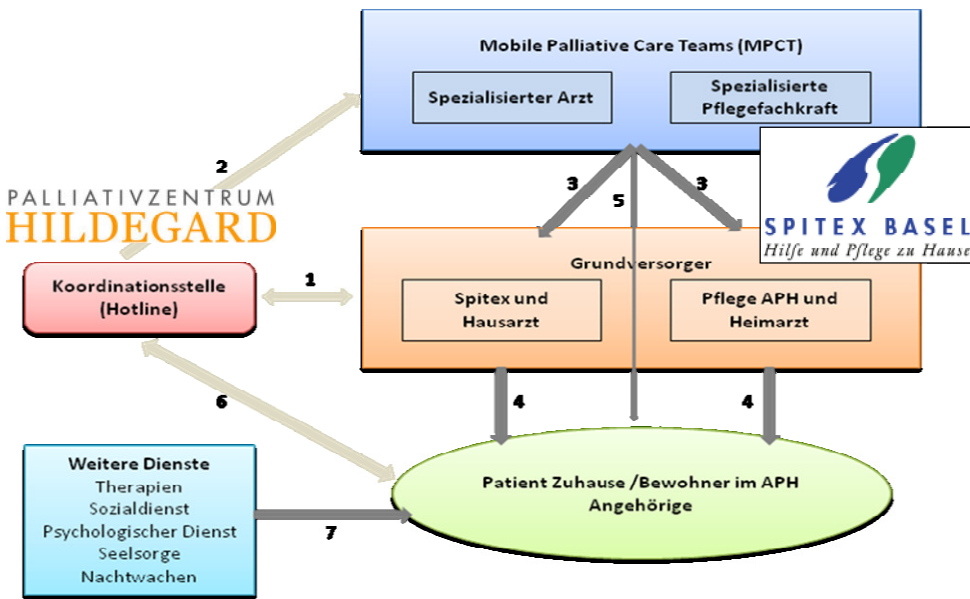 Mobile Palliative Care Teams (MPCT)
Spezialisierter Arzt
Spezialisierte
Pflegefachkraft
2
3
5
3
PALLIATIVZENTRUM
HILDEGARD
SPITEX BASEL
Hilfe und Pflege zu Hause
Koordinationsstelle
(Hotline)
1
Grundversorger
Spitex und
Hausarzt
Pflege APH und
Heimarzt
4
4
6
Patient Zuhause /Bewohner im APH
Angehörige
Weitere Dienste
Therapien
Sozialdienst
Psychologischer Dienst
Seelsorge
Nachtwachen
7